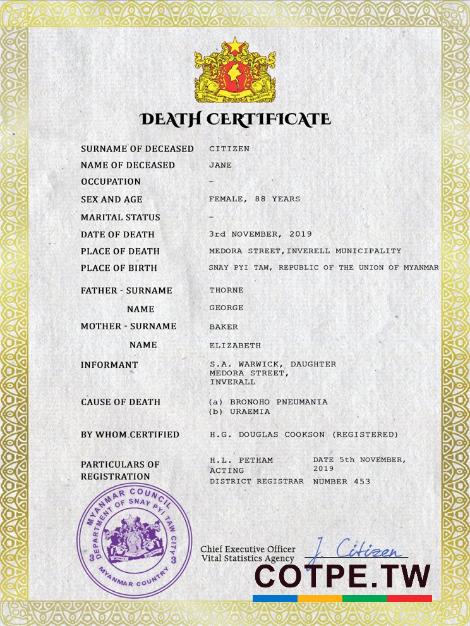 DEATH CERTIFICATE
SURNAME OF DECEASED CITIZEN
NAME OF DECEASED JANE
OCCUPATION –
SEX AND AGE FEMALE, 88 YEARS
MARITAL STATUS –
DATE OF DEATH 3rd NOVEMBER, 2019
PLACE OF DEATH MEDORA STREET,INVERELL MUNICIPALITY
PLACE OF BIRTH SNAY PYI TAW, REPUBLIC OF THE UNION OF MYANMAR
FATHER - SURNAME THORNE
NAME GEORGE
MOTHER - SURNAME BAKER
NAME ELIZABETH
INFORMANT S.A. WARWICK, DAUGHTER
MEDORA STREET,
INVERALL
CAUSE OF DEATH (a) BRONOHO PNEUMANIA
(b) URAEMIA
BY WHOM CERTIFIED H.G. DOUGLAS COOKSON (REGISTERED)
PARTICULARS OF REGISTRATION
H.L. PETHAM
ACTING
DISTRICT REGISTRAR
DATE 5th NOVEMBER,
2019
NUMBER 453
MYANMAR COUNCIL
DEPARTMENT OF SNAY PYI TAW CITY
MYANMAR COUNTRY
Chief Executive Officer
Vital Statistics Agency
J. Citizen
COTPE.TW